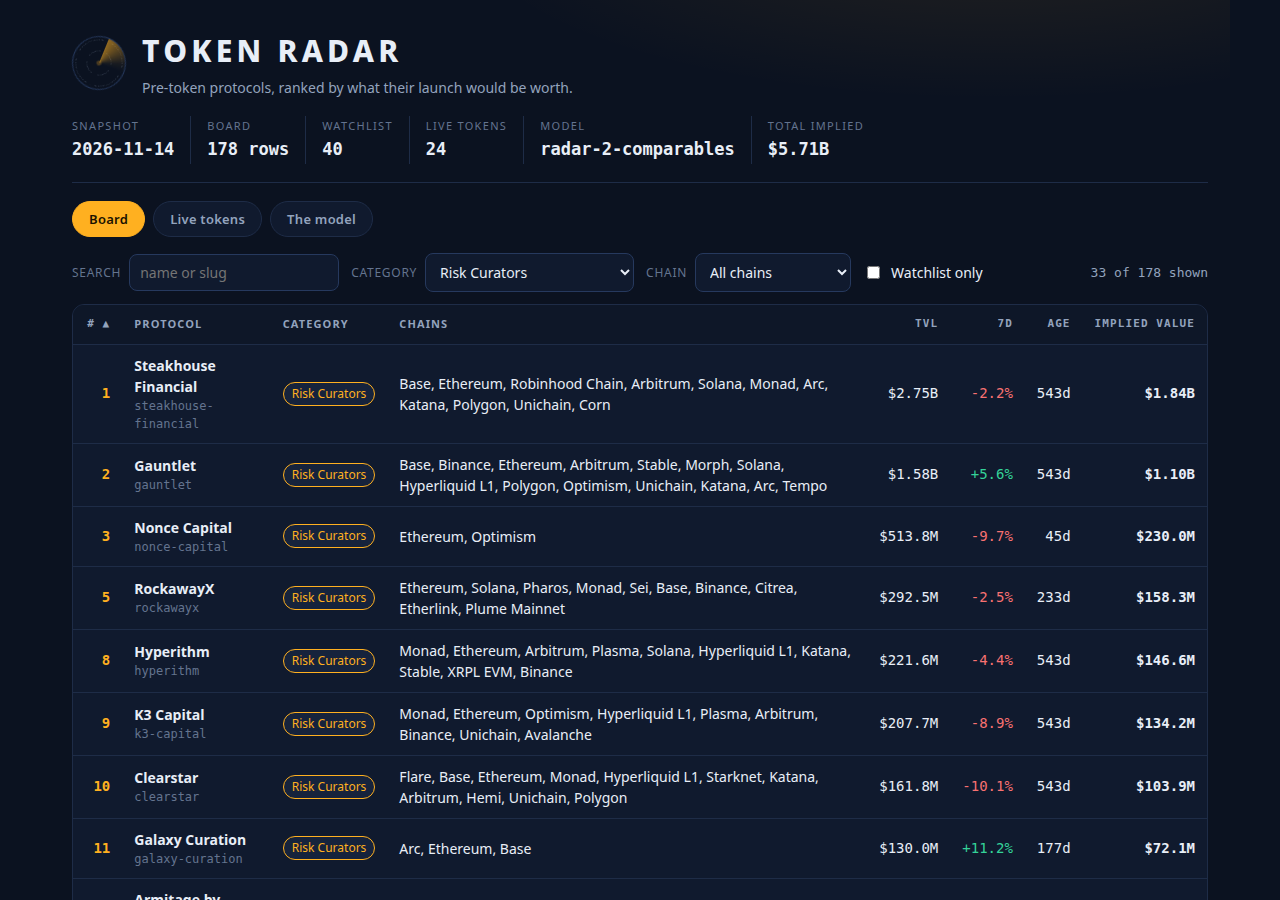 TOKEN RADAR
Pre-token protocols, ranked by what their launch would be worth.
SNAPSHOT BOARD WATCHLIST LIVE TOKENS MODEL TOTAL IMPLIED
2026-11-14 178 rows 40 24 radar-2-comparables $5.71B
Board Live tokens The model
SEARCH name or slug CATEGORY Risk Curators CHAIN All chains Watchlist only 33 of 178 shown
# ▲ PROTOCOL CATEGORY CHAINS TVL 7D AGE IMPLIED VALUE
Steakhouse
Financial
steakhouse-
financial
1 Risk Curators Base, Ethereum, Robinhood Chain, Arbitrum, Solana, Monad, Arc,
Katana, Polygon, Unichain, Corn $2.75B -2.2% 543d $1.84B
2 Gauntlet
gauntlet Risk Curators Base, Binance, Ethereum, Arbitrum, Stable, Morph, Solana,
Hyperliquid L1, Polygon, Optimism, Unichain, Katana, Arc, Tempo $1.58B +5.6% 543d $1.10B
3 Nonce Capital
nonce-capital Risk Curators Ethereum, Optimism $513.8M -9.7% 45d $230.0M
5 RockawayX
rockawayx Risk Curators Ethereum, Solana, Pharos, Monad, Sei, Base, Binance, Citrea,
Etherlink, Plume Mainnet $292.5M -2.5% 233d $158.3M
8 Hyperithm
hyperithm Risk Curators Monad, Ethereum, Arbitrum, Plasma, Solana, Hyperliquid L1, Katana,
Stable, XRPL EVM, Binance $221.6M -4.4% 543d $146.6M
9 K3 Capital
k3-capital Risk Curators Monad, Ethereum, Optimism, Hyperliquid L1, Plasma, Arbitrum,
Binance, Unichain, Avalanche $207.7M -8.9% 543d $134.2M
10 Clearstar
clearstar Risk Curators Flare, Base, Ethereum, Monad, Hyperliquid L1, Starknet, Katana,
Arbitrum, Hemi, Unichain, Polygon $161.8M -10.1% 543d $103.9M
11 Galaxy Curation
galaxy-curation Risk Curators Arc, Ethereum, Base $130.0M +11.2% 177d $72.1M
Armitage by